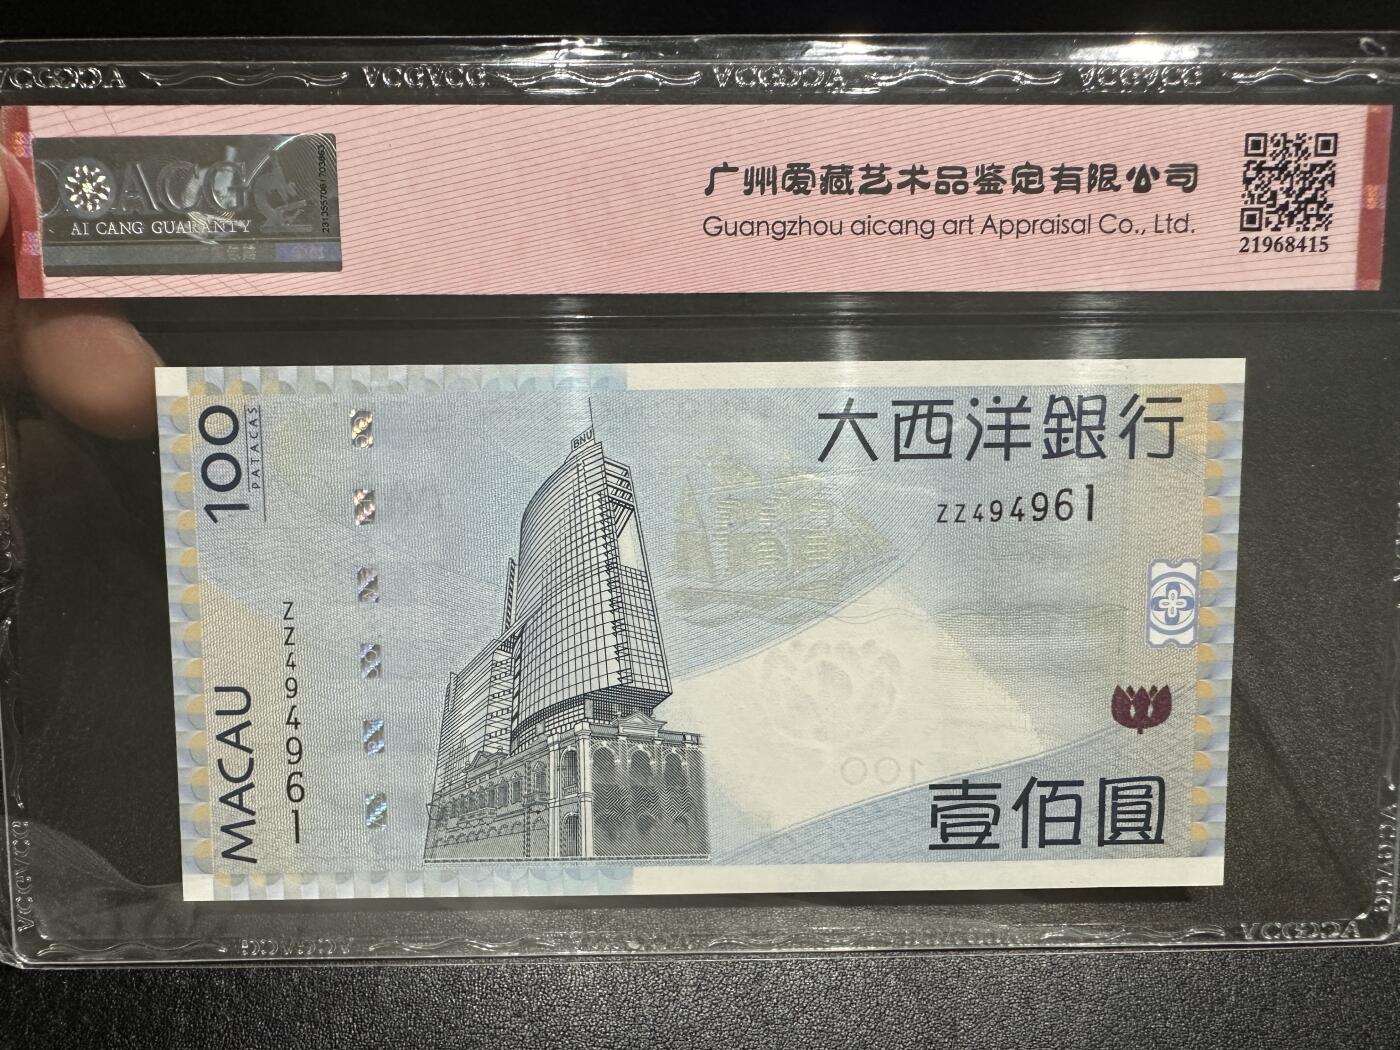 ACG
AI CANG GUARANTY
广州爱藏艺术品鉴定有限公司
Guangzhou aicang art Appraisal Co., Ltd.
21968415
100
PATACAS
BNU
大西洋銀行
ZZ494961
ZZ494961
MACAU
100
壹佰圓